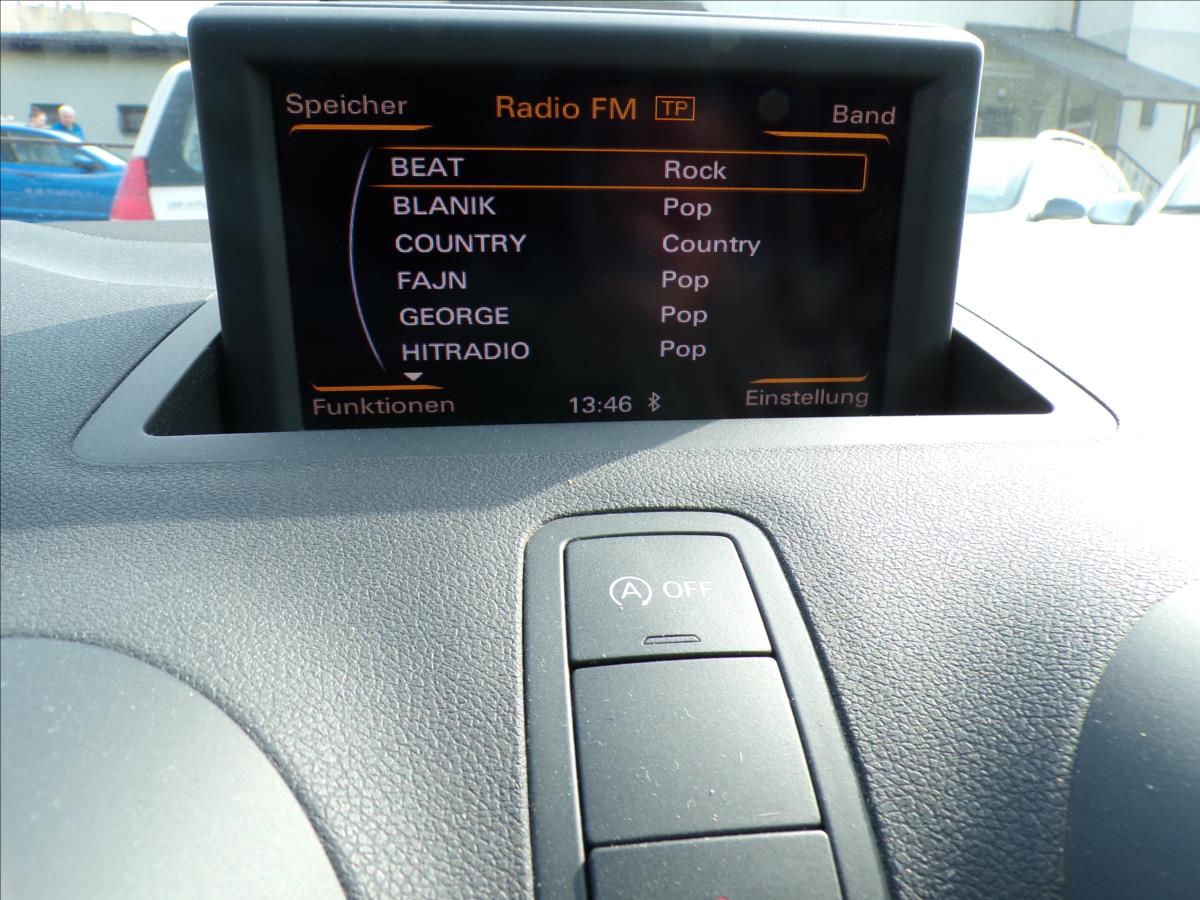 Speicher Radio FM TP Band
BEAT Rock
BLANIK Pop
COUNTRY Country
FAJN Pop
GEORGE Pop
HITRADIO Pop
Funktionen 13:46 Einstellung
A OFF